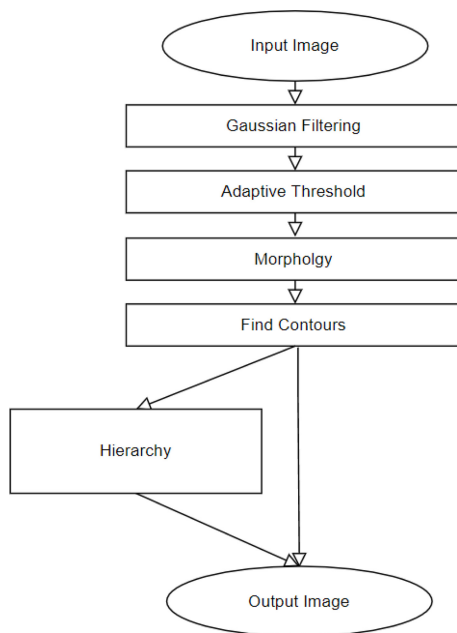 Input Image
Gaussian Filtering
Adaptive Threshold
Morpholgy
Find Contours
Hierarchy
Output Image